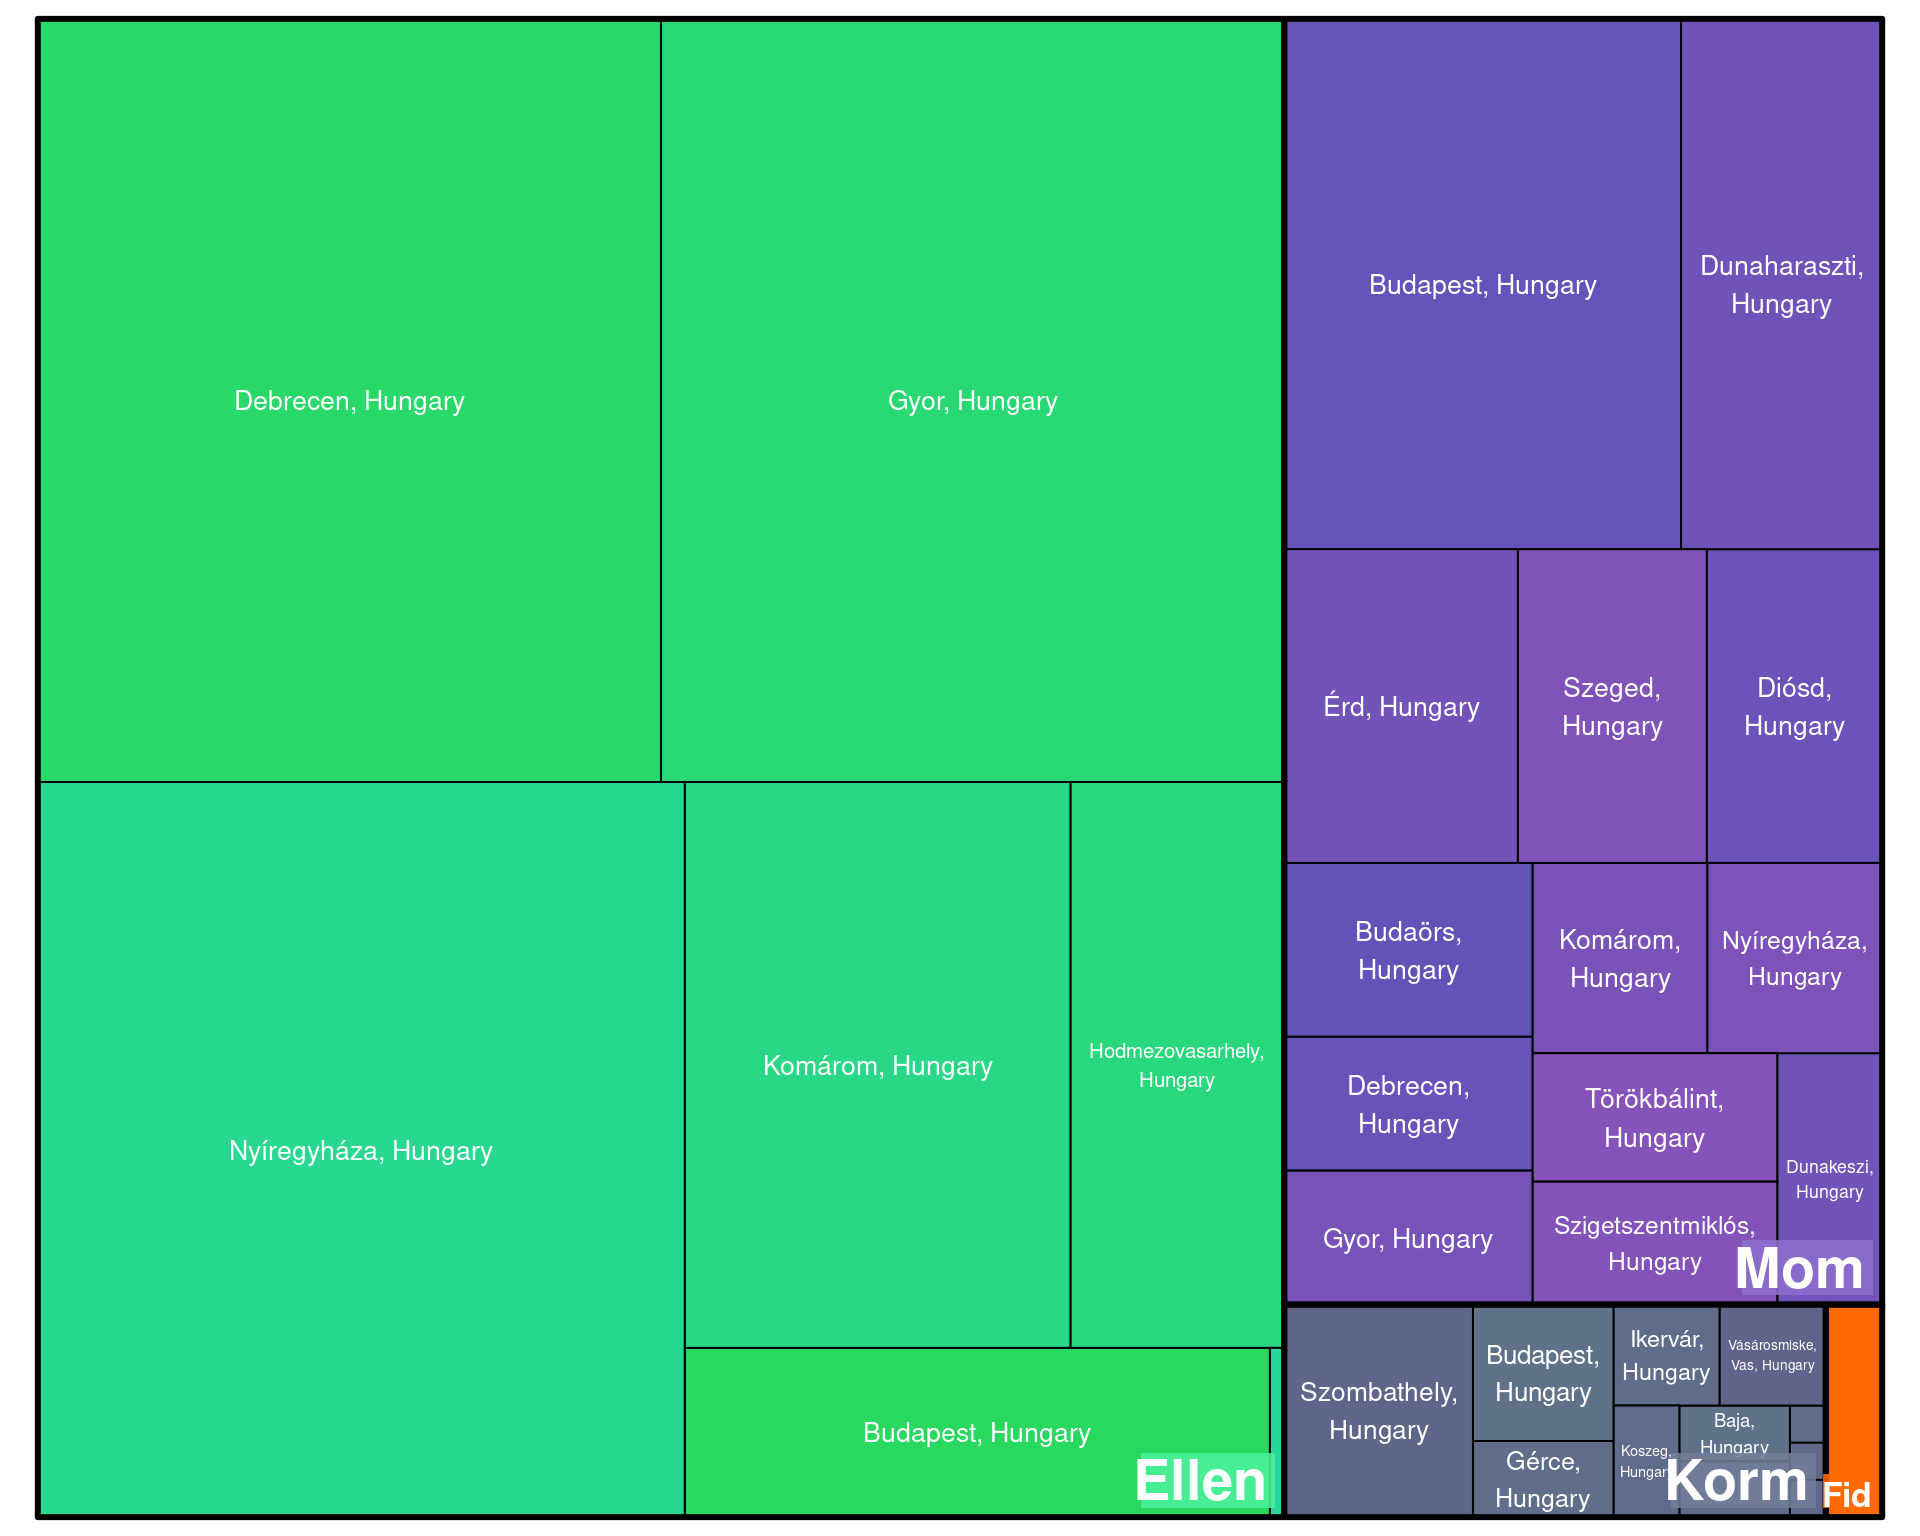 Debrecen, Hungary
Gyor, Hungary
Nyíregyháza, Hungary
Komárom, Hungary
Hodmezovasarhely,
Hungary
Budapest, Hungary
Ellen
Budapest, Hungary
Dunaharaszti,
Hungary
Érd, Hungary
Szeged,
Hungary
Diósd,
Hungary
Budaörs,
Hungary
Komárom,
Hungary
Nyíregyháza,
Hungary
Debrecen,
Hungary
Törökbálint,
Hungary
Dunakeszi,
Hungary
Gyor, Hungary
Szigetszentmiklós,
Hungary
Mom
Szombathely,
Hungary
Budapest,
Hungary
Gérce,
Hungary
Ikervár,
Hungary
Vásárosmiske,
Vas, Hungary
Koszeg,
Hungary
Baja,
Hungary
Korm
Fid